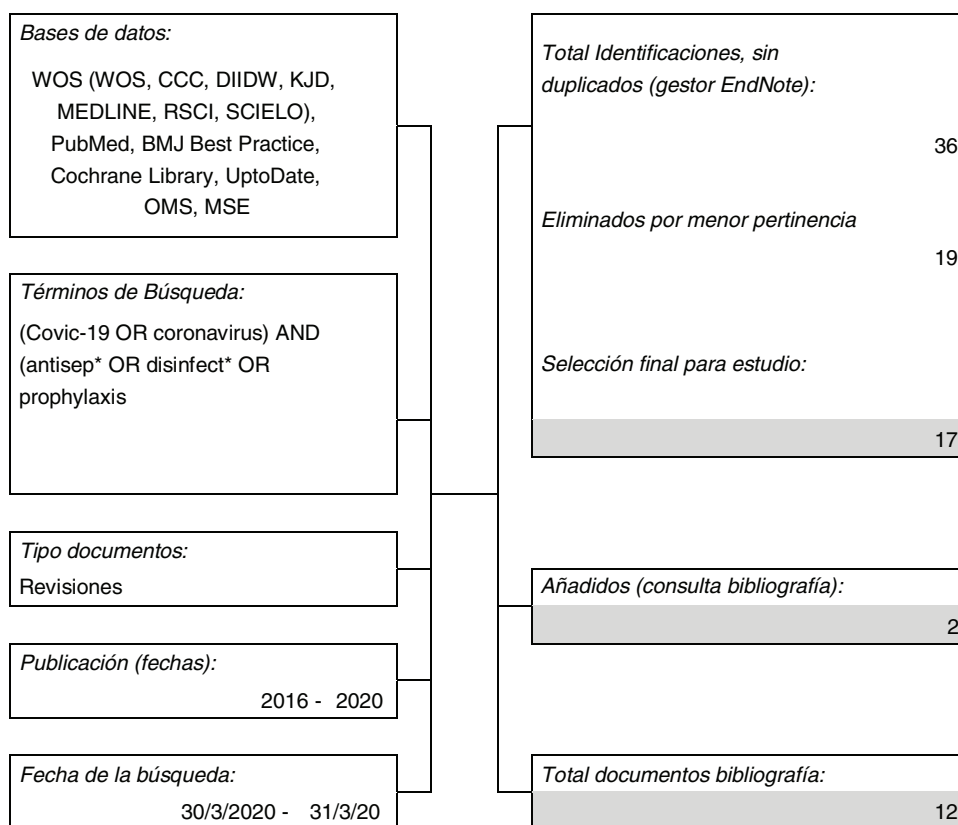 Bases de datos:
WOS (WOS, CCC, DIIDW, KJD,
MEDLINE, RSCI, SCIELO),
PubMed, BMJ Best Practice,
Cochrane Library, UptoDate,
OMS, MSE
Términos de Búsqueda:
(Covic-19 OR coronavirus) AND
(antisep* OR disinfect* OR
prophylaxis
Tipo documentos:
Revisiones
Publicación (fechas):
2016 - 2020
Fecha de la búsqueda:
30/3/2020 - 31/3/20
Total Identificaciones, sin
duplicados (gestor EndNote):
36
Eliminados por menor pertinencia
19
Selección final para estudio:
17
Añadidos (consulta bibliografía):
2
Total documentos bibliografía:
12